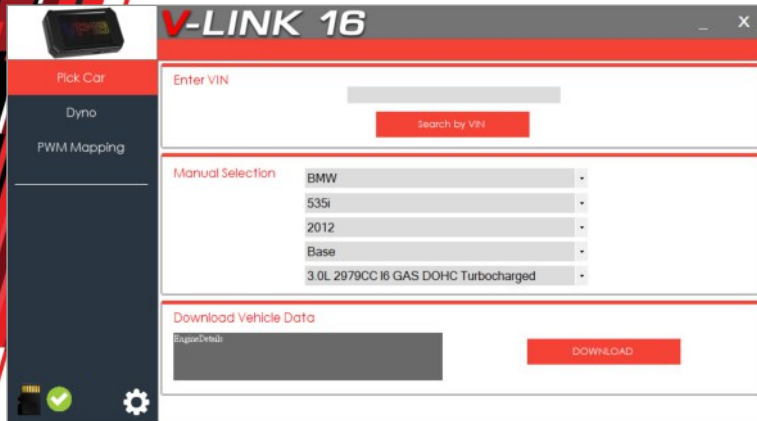 V-LINK 16
_ X
Pick Car
Dyno
PWM Mapping
Enter VIN
Search by VIN
Manual Selection
BMW
535i
2012
Base
3.0L 2979CC I6 GAS DOHC Turbocharged
Download Vehicle Data
EngineDetails
DOWNLOAD